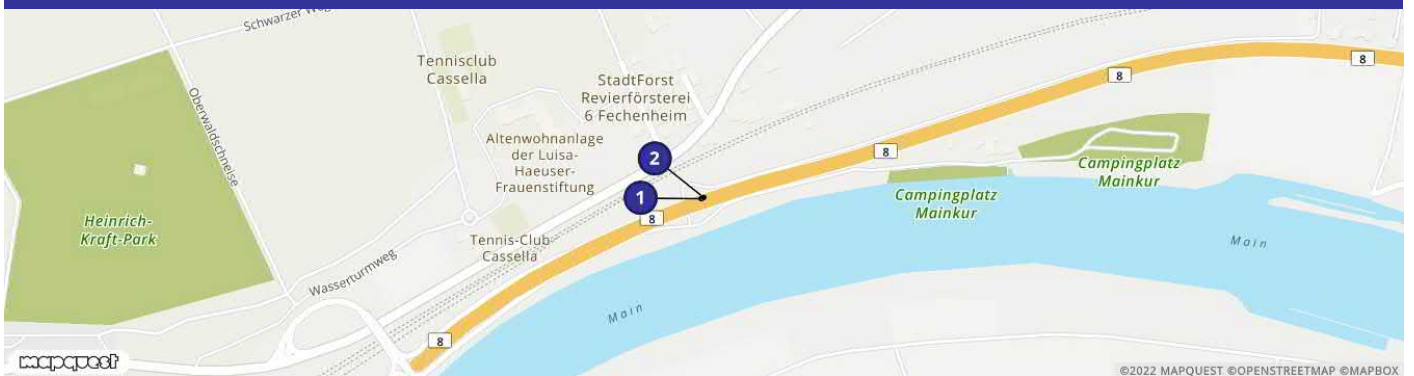 Schwarzer Weg
Tennisclub
Cassella
StadtForst
Revierförsterei
6 Fechenheim
8
8
Oberwaldschneise
Altenwohnanlage
der Luisa-
Haeuser-
Frauenstiftung
2
8
Campingplatz
Mainkur
1
Campingplatz
Mainkur
Heinrich-
Kraft-Park
8
Tennis-Club
Cassella
Main
Wasserturmweg
Main
8
mapquest
©2022 MAPQUEST ©OPENSTREETMAP ©MAPBOX